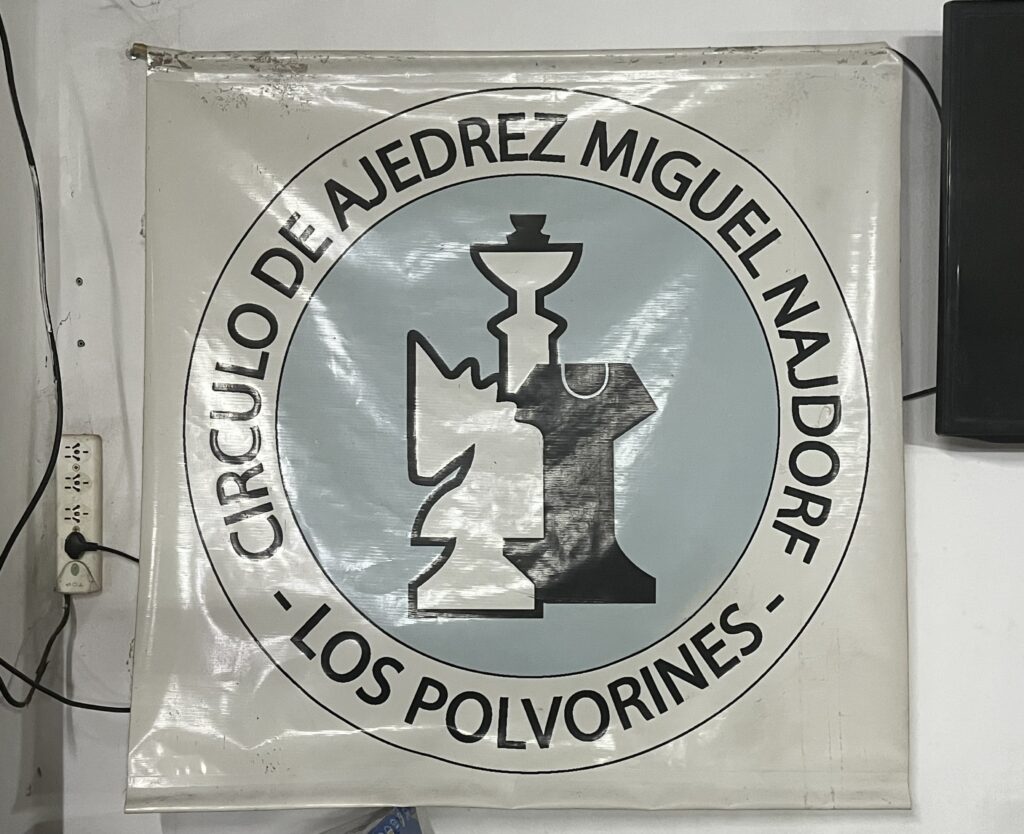 CIRCULO DE AJEDREZ MIGUEL NAJDORF
- LOS POLVORINES -